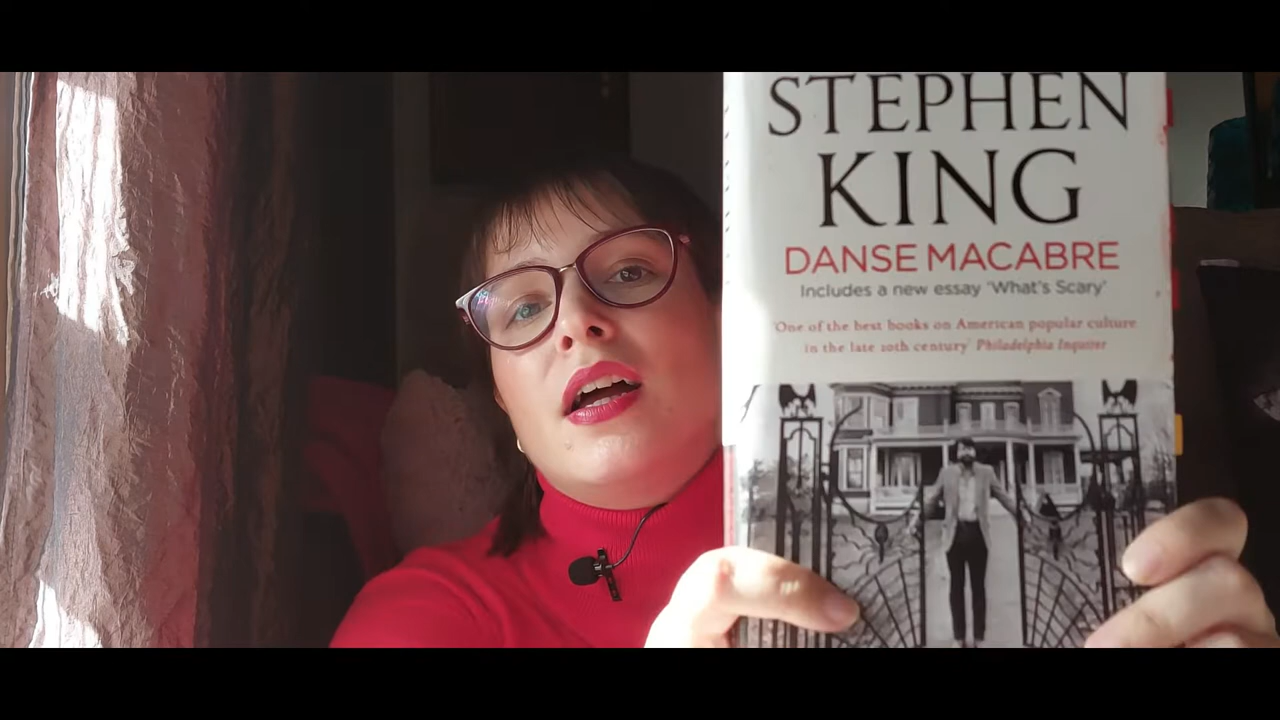 STEPHEN
KING
DANSE MACABRE
Includes a new essay 'What's Scary'
'One of the best books on American popular culture
in the late 20th century' Philadelphia Inquirer